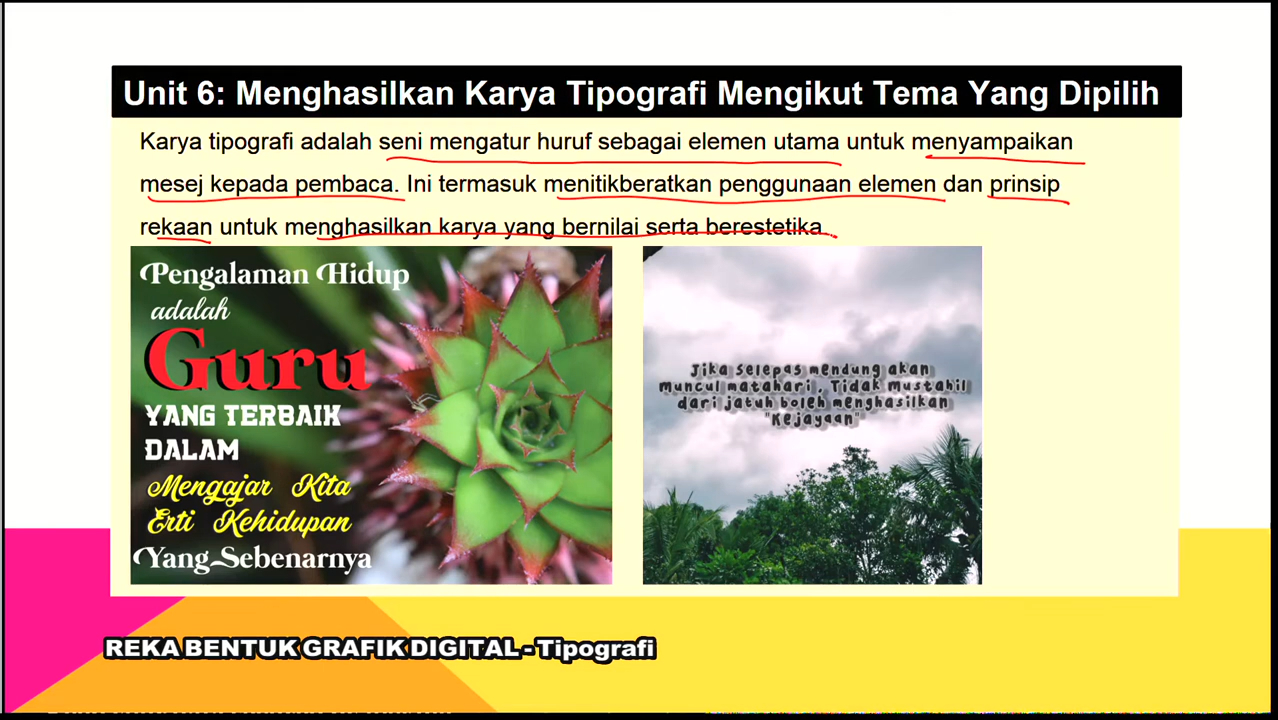 Unit 6: Menghasilkan Karya Tipografi Mengikut Tema Yang Dipilih
Karya tipografi adalah seni mengatur huruf sebagai elemen utama untuk menyampaikan
mesej kepada pembaca. Ini termasuk menitikberatkan penggunaan elemen dan prinsip
rekaan untuk menghasilkan karya yang bernilai serta berestetika.
Pengalaman Hidup
adalah
Guru
YANG TERBAIK
DALAM
Mengajar Kita
Erti Kehidupan
Yang Sebenarnya
Jika selepas mendung akan
muncul matahari, Tidak mustahil
dari jatuh boleh menghasilkan
"Kejayaan"
REKA BENTUK GRAFIK DIGITAL - Tipografi